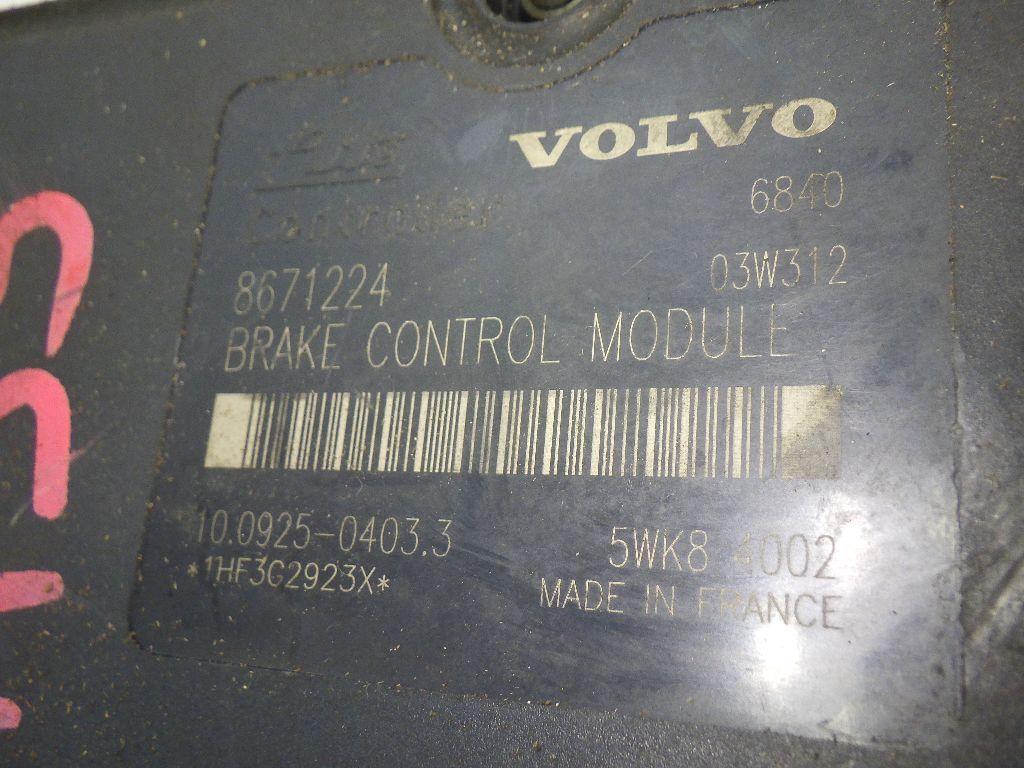 VOLVO
6840
8671224 03W312
BRAKE CONTROL MODULE
10.0925-0403.3 5WK8 4002
*1HF3G2923X* MADE IN FRANCE